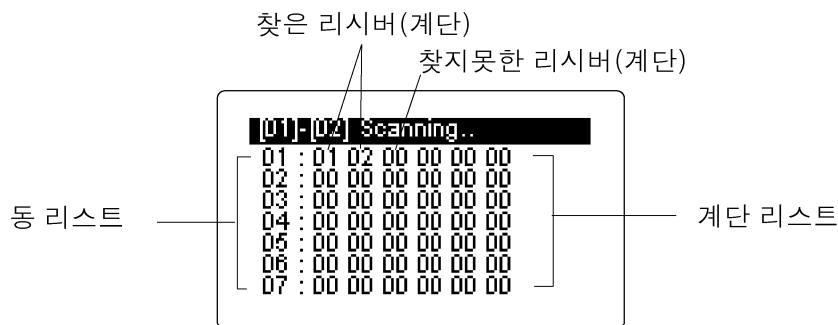 찾은 리시버(계단)
찾지못한 리시버(계단)
[01]-[02] Scanning..
01 : 01 02 00 00 00 00
02 : 00 00 00 00 00 00
03 : 00 00 00 00 00 00
04 : 00 00 00 00 00 00
05 : 00 00 00 00 00 00
06 : 00 00 00 00 00 00
07 : 00 00 00 00 00 00
동 리스트
계단 리스트